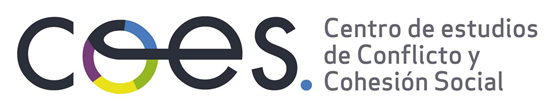 coes.
Centro de estudios
de Conflicto y
Cohesión Social